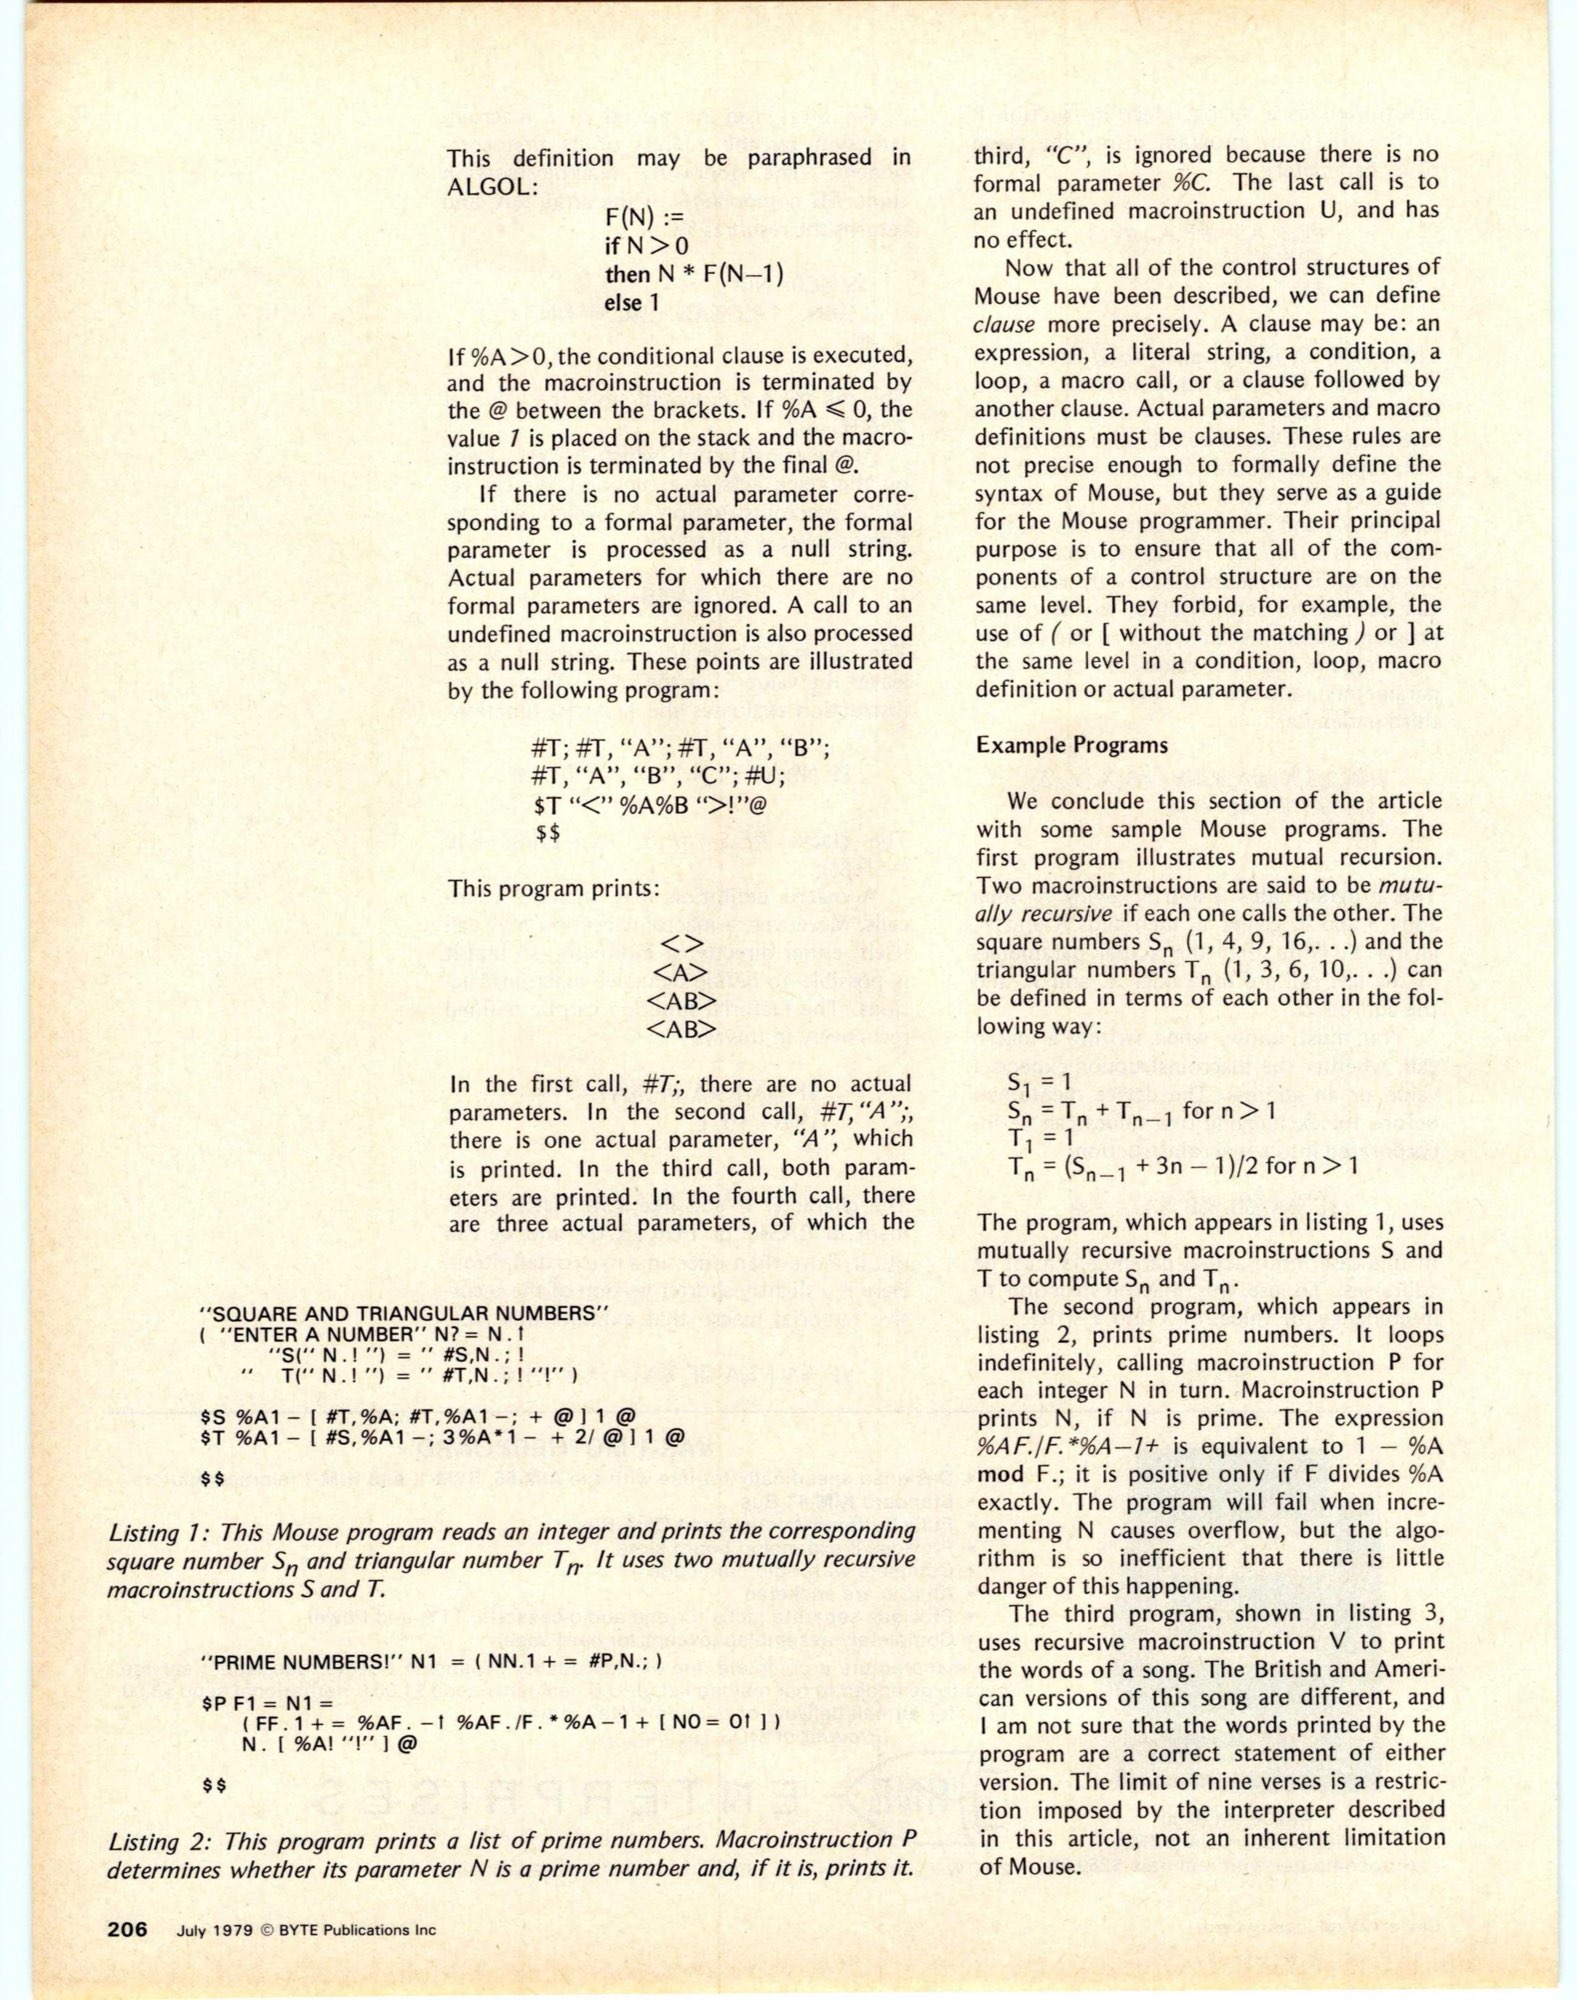 This definition may be paraphrased in
ALGOL:
F(N) :=
if N > 0
then N * F(N–1)
else 1
If %A>0, the conditional clause is executed,
and the macroinstruction is terminated by
the @ between the brackets. If %A ⩽ 0, the
value 1 is placed on the stack and the macro-
instruction is terminated by the final @.
If there is no actual parameter corre-
sponding to a formal parameter, the formal
parameter is processed as a null string.
Actual parameters for which there are no
formal parameters are ignored. A call to an
undefined macroinstruction is also processed
as a null string. These points are illustrated
by the following program:
#T; #T, “A”; #T, “A”, “B”;
#T, “A”, “B”, “C”; #U;
$T “<” %A%B “>!”@
$$
This program prints:
<>
<A>
<AB>
<AB>
In the first call, #T;, there are no actual
parameters. In the second call, #T, “A”;,
there is one actual parameter, “A”, which
is printed. In the third call, both param-
eters are printed. In the fourth call, there
are three actual parameters, of which the
third, “C”, is ignored because there is no
formal parameter %C. The last call is to
an undefined macroinstruction U, and has
no effect.
Now that all of the control structures of
Mouse have been described, we can define
clause more precisely. A clause may be: an
expression, a literal string, a condition, a
loop, a macro call, or a clause followed by
another clause. Actual parameters and macro
definitions must be clauses. These rules are
not precise enough to formally define the
syntax of Mouse, but they serve as a guide
for the Mouse programmer. Their principal
purpose is to ensure that all of the com-
ponents of a control structure are on the
same level. They forbid, for example, the
use of ( or [ without the matching ) or ] at
the same level in a condition, loop, macro
definition or actual parameter.
Example Programs
We conclude this section of the article
with some sample Mouse programs. The
first program illustrates mutual recursion.
Two macroinstructions are said to be mutu-
ally recursive if each one calls the other. The
square numbers Sn (1, 4, 9, 16,. . .) and the
triangular numbers Tn (1, 3, 6, 10,. . .) can
be defined in terms of each other in the fol-
lowing way:
S1 = 1
Sn = Tn + Tn–1 for n > 1
T1 = 1
Tn = (Sn–1 + 3n – 1)/2 for n > 1
The program, which appears in listing 1, uses
mutually recursive macroinstructions S and
T to compute Sn and Tn.
The second program, which appears in
listing 2, prints prime numbers. It loops
indefinitely, calling macroinstruction P for
each integer N in turn. Macroinstruction P
prints N, if N is prime. The expression
%AF./F.*%A–1+ is equivalent to 1 – %A
mod F.; it is positive only if F divides %A
exactly. The program will fail when incre-
menting N causes overflow, but the algo-
rithm is so inefficient that there is little
danger of this happening.
The third program, shown in listing 3,
uses recursive macroinstruction V to print
the words of a song. The British and Ameri-
can versions of this song are different, and
I am not sure that the words printed by the
program are a correct statement of either
version. The limit of nine verses is a restric-
tion imposed by the interpreter described
in this article, not an inherent limitation
of Mouse.
“SQUARE AND TRIANGULAR NUMBERS”
( “ENTER A NUMBER” N? = N . ↑
“S(“ N . ! ”) = “ #S,N . ; !
“ T(“ N . ! ”) = “ #T,N . ; ! “!” )
$S %A1 – [ #T,%A; #T,%A1 –; + @ ] 1 @
$T %A1 – [ #S,%A1 –; 3%A*1 – + 2/ @ ] 1 @
$$
Listing 1: This Mouse program reads an integer and prints the corresponding
square number Sn and triangular number Tn. It uses two mutually recursive
macroinstructions S and T.
“PRIME NUMBERS!” N1 = ( NN.1 + = #P,N.; )
$P F1 = N1 =
( FF . 1 + = %AF . –↑ %AF ./F . * %A – 1 + [ N0 = 0↑ ] )
N . [ %A! “!” ] @
$$
Listing 2: This program prints a list of prime numbers. Macroinstruction P
determines whether its parameter N is a prime number and, if it is, prints it.
206 July 1979 © BYTE Publications Inc